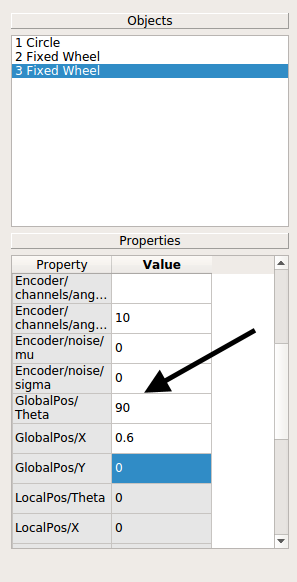 Objects
1 Circle
2 Fixed Wheel
3 Fixed Wheel
Properties
Property Value
Encoder/
channels/ang...
Encoder/
channels/ang... 10
Encoder/noise/
mu 0
Encoder/noise/
sigma 0
GlobalPos/
Theta 90
GlobalPos/X 0.6
GlobalPos/Y 0
LocalPos/Theta 0
LocalPos/X 0